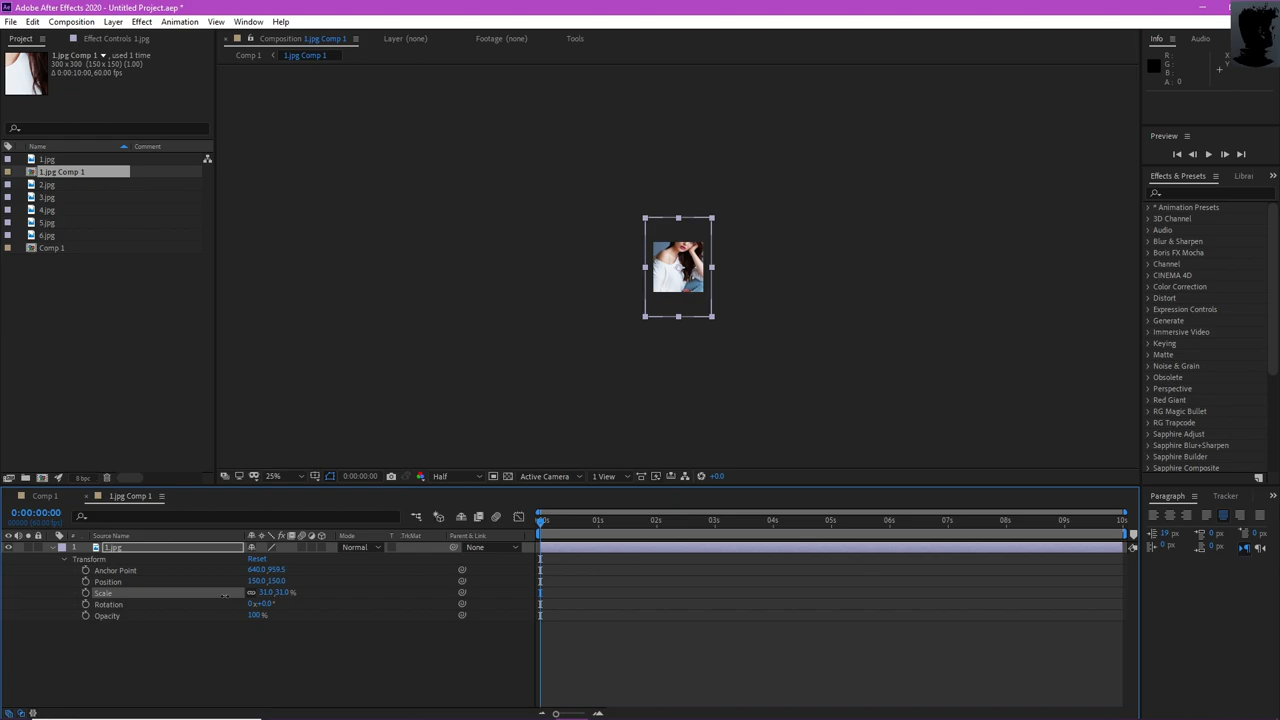 Adobe After Effects 2020 - Untitled Project.aep *
File Edit Composition Layer Effect Animation View Window Help
Project Effect Controls 1.jpg
Composition 1.jpg Comp 1 Layer (none) Footage (none) Tools
Info Audio
1.jpg Comp 1 , used 1 time
300 x 300 (150 x 150) (1.00)
Δ 0:00:10:00, 60.00 fps
Comp 1 1.jpg Comp 1
R :
G :
B :
A : 0
X
Y
Name Comment
1.jpg
1.jpg Comp 1
2.jpg
3.jpg
4.jpg
5.jpg
6.jpg
Comp 1
Preview
Effects & Presets Librar
* Animation Presets
3D Channel
Audio
Blur & Sharpen
Boris FX Mocha
Channel
CINEMA 4D
Color Correction
Distort
Expression Controls
Generate
Immersive Video
Keying
Matte
Noise & Grain
Obsolete
Perspective
Red Giant
RG Magic Bullet
RG Trapcode
Sapphire Adjust
Sapphire Blur+Sharpen
Sapphire Builder
Sapphire Composite
8 bpc
25% 0:00:00:00 Half Active Camera 1 View +0.0
Comp 1 1.jpg Comp 1
0:00:00:00
00000 (60.00 fps)
:00s 01s 02s 03s 04s 05s 06s 07s 08s 09s 10s
# Source Name Mode T TrkMat Parent & Link
1 1.jpg Normal None
Transform Reset
Anchor Point 640.0,959.5
Position 150.0,150.0
Scale 31.0,31.0 %
Rotation 0 x+0.0°
Opacity 100 %
Paragraph Tracker
19 px 0 px 0 px
0 px 0 px